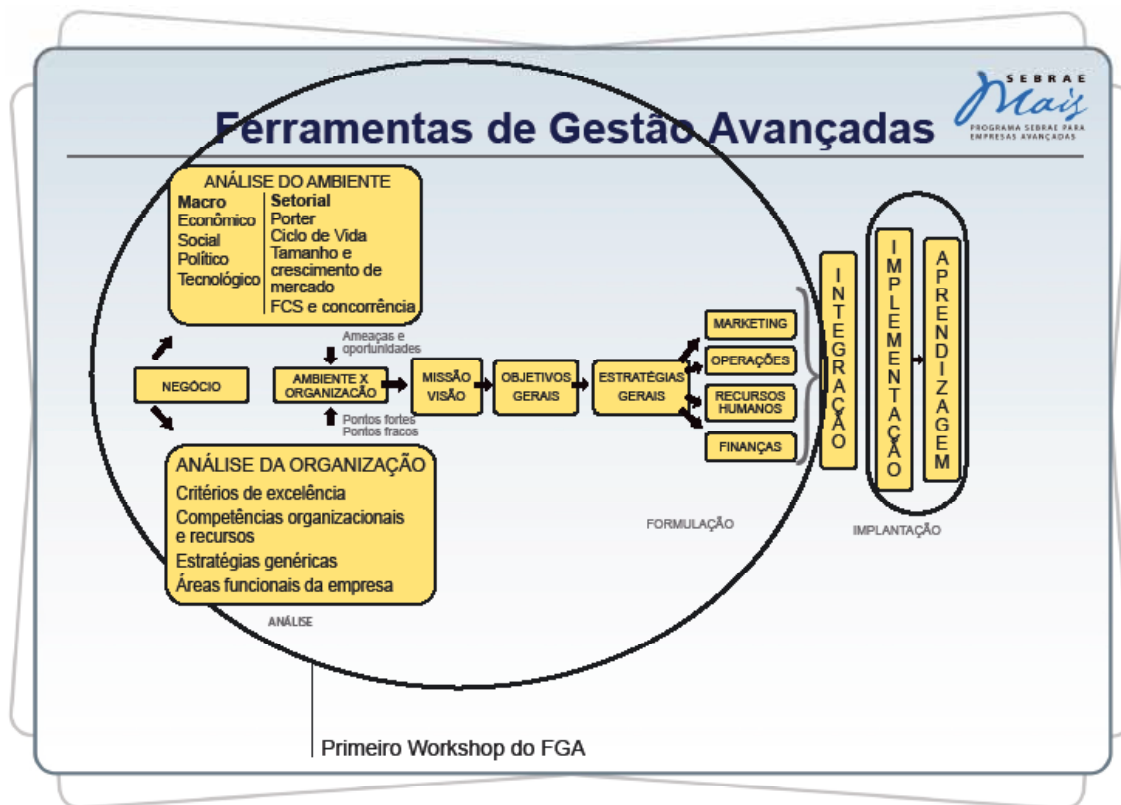 SEBRAE
Mais
PROGRAMA SEBRAE PARA
EMPRESAS AVANÇADAS
Ferramentas de Gestão Avançadas
ANÁLISE DO AMBIENTE
Macro
Econômico
Social
Político
Tecnológico
Setorial
Porter
Ciclo de Vida
Tamanho e
crescimento de
mercado
FCS e concorrência
Ameaças e
oportunidades
NEGÓCIO
AMBIENTE X
ORGANIZAÇÃO
Pontos fortes
Pontos fracos
MISSÃO
VISÃO
OBJETIVOS
GERAIS
ESTRATÉGIAS
GERAIS
MARKETING
OPERAÇÕES
RECURSOS
HUMANOS
FINANÇAS
INTEGRAÇÃO
IMPLEMENTAÇÃO
APRENDIZAGEM
ANÁLISE DA ORGANIZAÇÃO
Critérios de excelência
Competências organizacionais
e recursos
Estratégias genéricas
Áreas funcionais da empresa
ANÁLISE
FORMULAÇÃO
IMPLANTAÇÃO
Primeiro Workshop do FGA